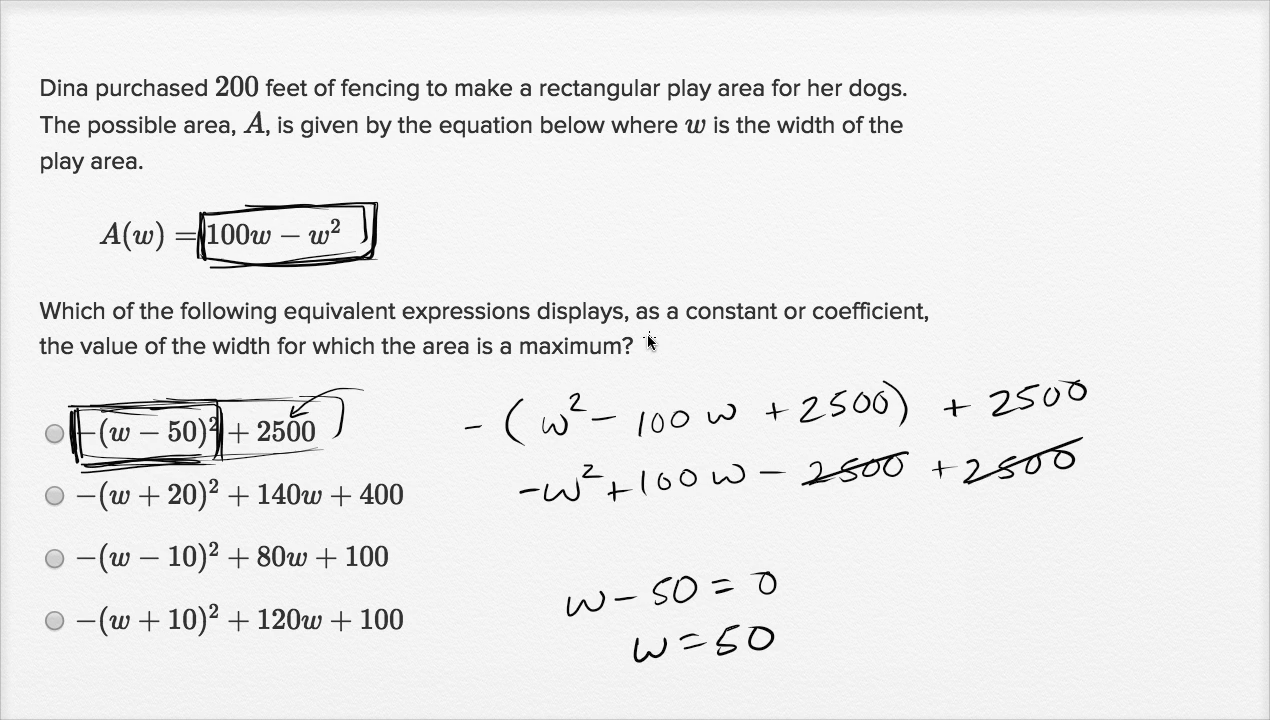 Dina purchased 200 feet of fencing to make a rectangular play area for her dogs.
The possible area, A, is given by the equation below where w is the width of the
play area.
A(w) = 100w − w²
Which of the following equivalent expressions displays, as a constant or coefficient,
the value of the width for which the area is a maximum?
−(w − 50)² + 2500
−(w + 20)² + 140w + 400
−(w − 10)² + 80w + 100
−(w + 10)² + 120w + 100
−(w² − 100w + 2500) + 2500
−w² + 100w − 2500 + 2500
w − 50 = 0
w = 50